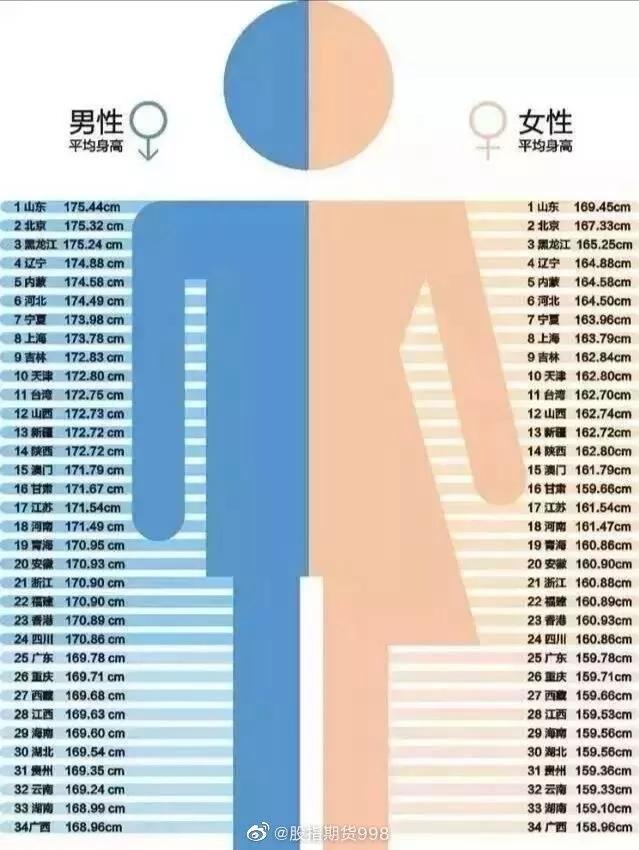 男性
平均身高
女性
平均身高
1 山东 175.44cm
2 北京 175.32 cm
3 黑龙江 175.24 cm
4 辽宁 174.88 cm
5 内蒙 174.58 cm
6 河北 174.49 cm
7 宁夏 173.98 cm
8 上海 173.78 cm
9 吉林 172.83 cm
10 天津 172.80 cm
11 台湾 172.75 cm
12 山西 172.73 cm
13 新疆 172.72 cm
14 陕西 172.72 cm
15 澳门 171.79 cm
16 甘肃 171.67 cm
17 江苏 171.54cm
18 河南 171.49 cm
19 青海 170.95 cm
20 安徽 170.93 cm
21 浙江 170.90 cm
22 福建 170.90 cm
23 香港 170.89 cm
24 四川 170.86 cm
25 广东 169.78 cm
26 重庆 169.71 cm
27 西藏 169.68 cm
28 江西 169.63 cm
29 海南 169.60 cm
30 湖北 169.54 cm
31 贵州 169.35 cm
32 云南 169.24 cm
33 湖南 168.99 cm
34 广西 168.96cm
1 山东 169.45cm
2 北京 167.33cm
3 黑龙江 165.25cm
4 辽宁 164.88cm
5 内蒙 164.58cm
6 河北 164.50cm
7 宁夏 163.96cm
8 上海 163.79cm
9 吉林 162.84cm
10 天津 162.80cm
11 台湾 162.70cm
12 山西 162.74cm
13 新疆 162.72cm
14 陕西 162.80cm
15 澳门 161.79cm
16 甘肃 159.66cm
17 江苏 161.54cm
18 河南 161.47cm
19 青海 160.86cm
20 安徽 160.90cm
21 浙江 160.88cm
22 福建 160.89cm
23 香港 160.93cm
24 四川 160.86cm
25 广东 159.78cm
26 重庆 159.71cm
27 西藏 159.66cm
28 江西 159.53cm
29 海南 159.56cm
30 湖北 159.56cm
31 贵州 159.36cm
32 云南 159.33cm
33 湖南 159.10cm
34 广西 158.96cm
@股指期货998